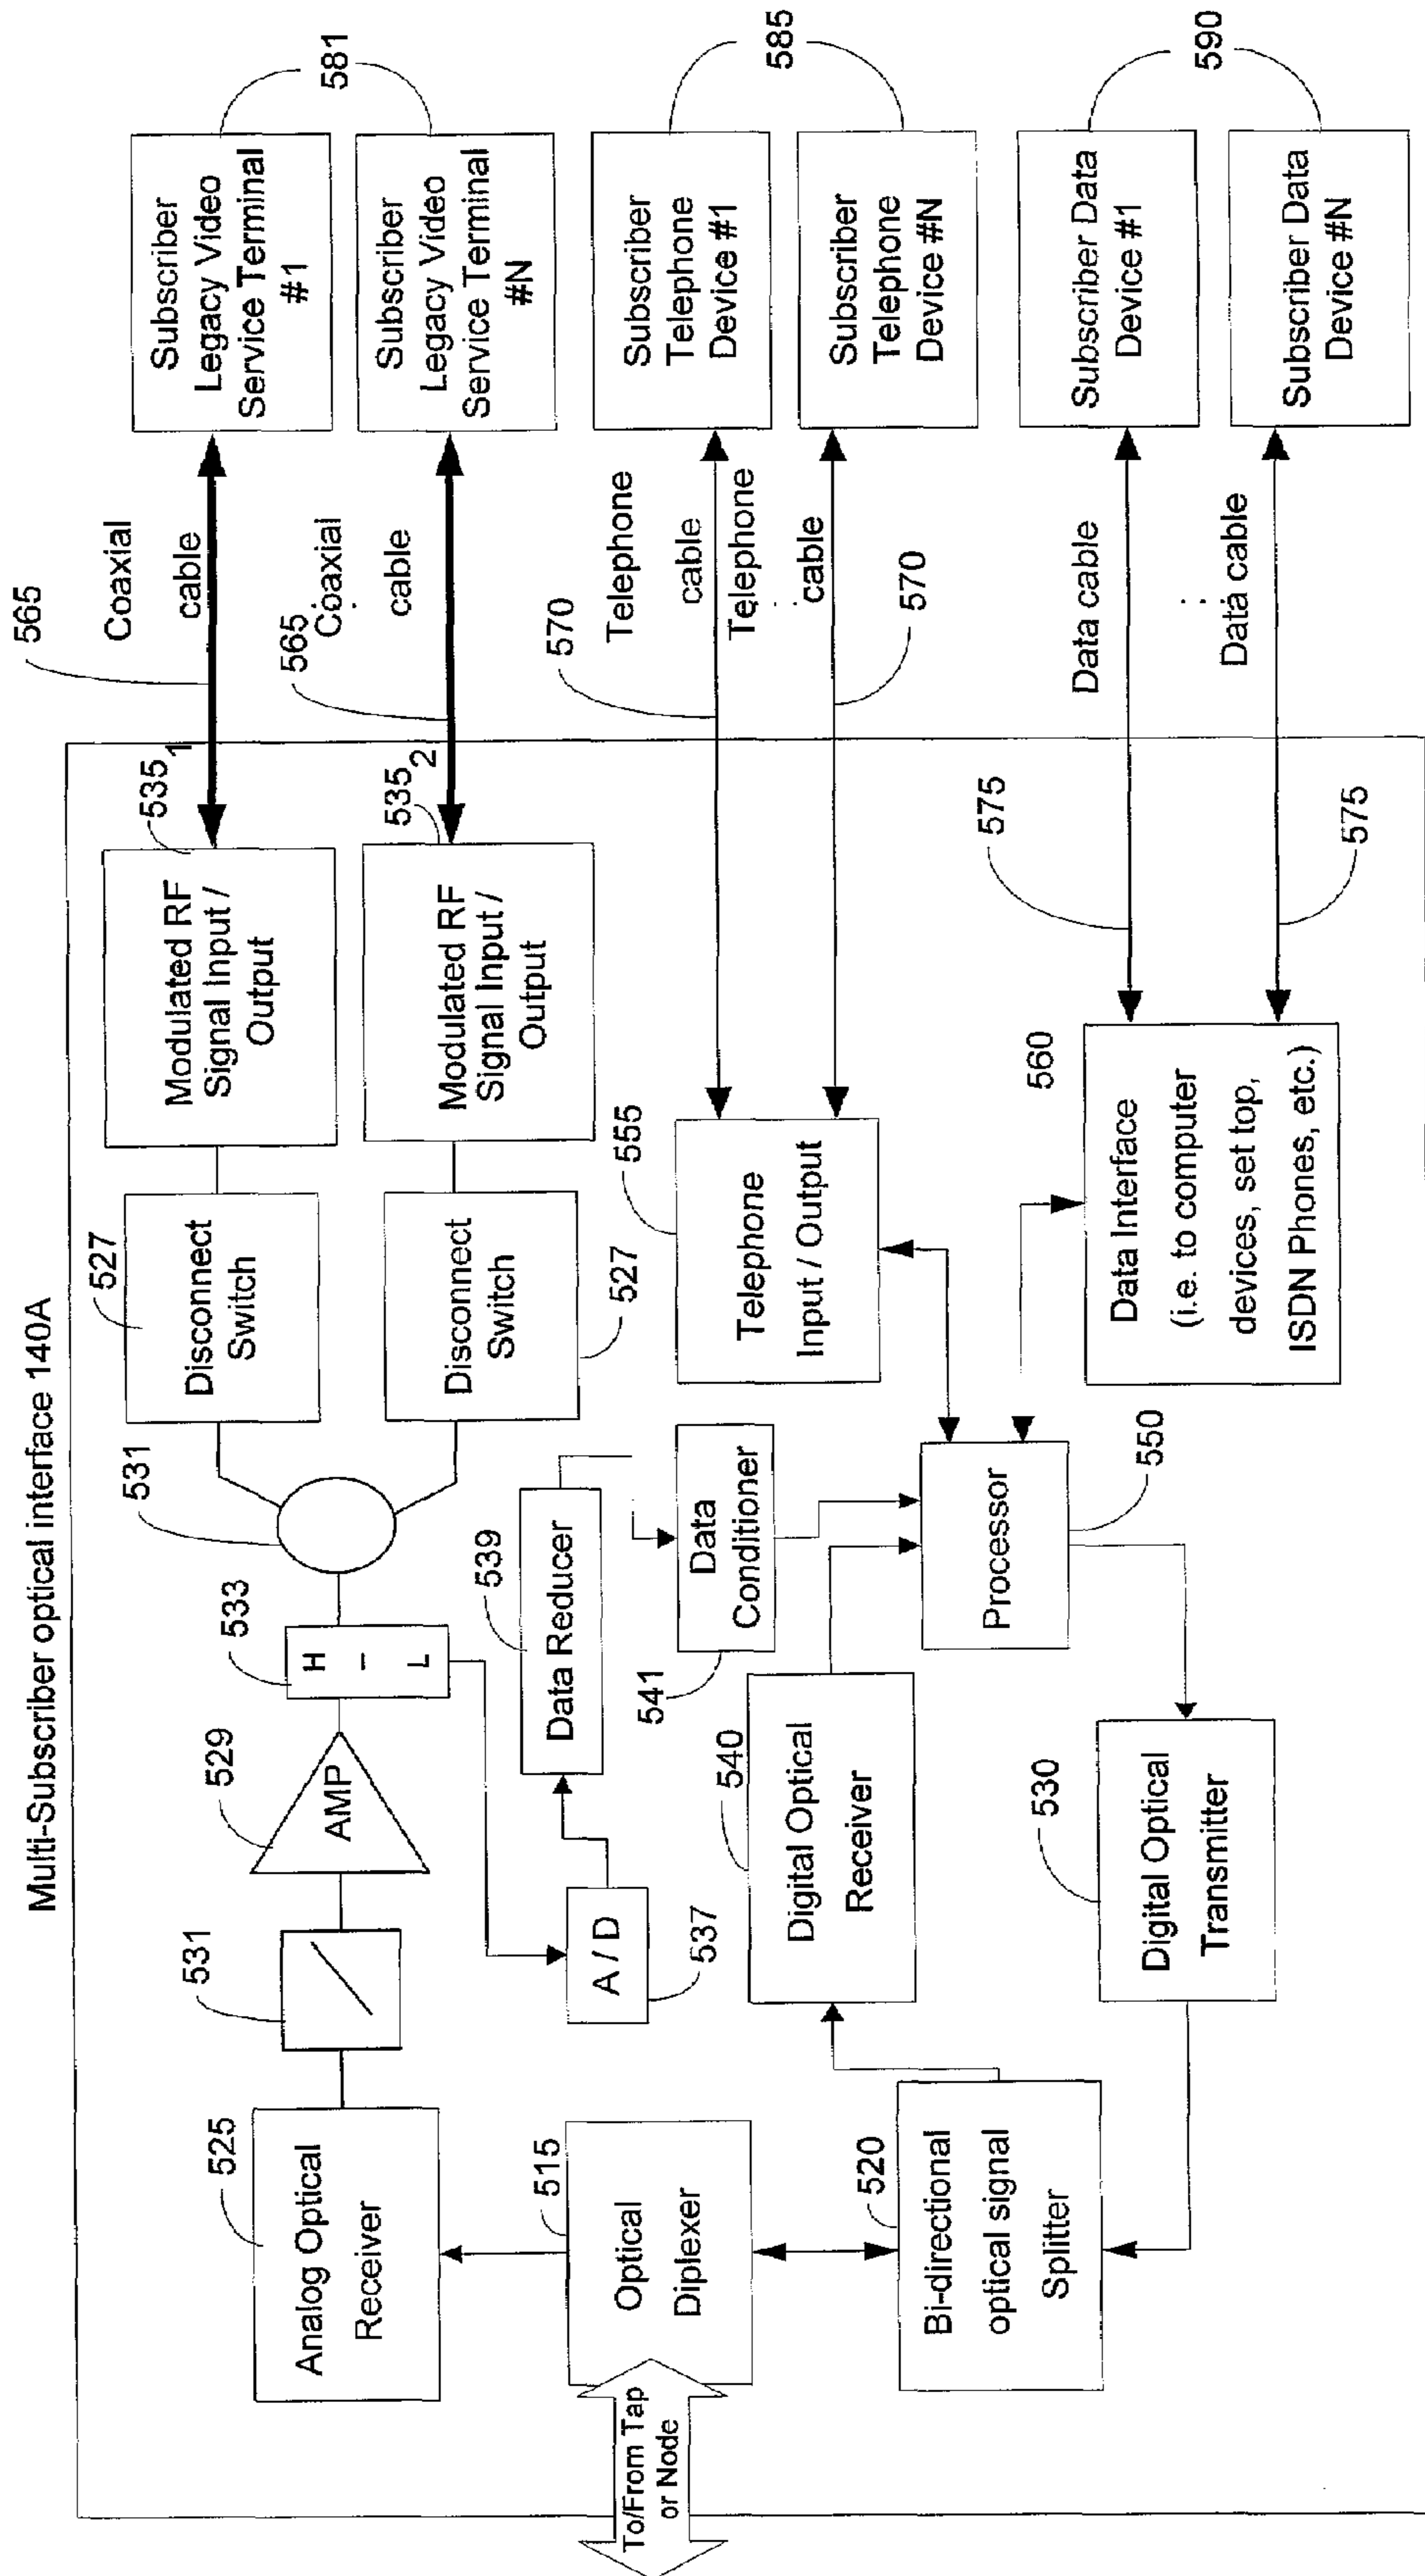 Multi-Subscriber optical interface 140A
525
Analog Optical
Receiver
531
529
AMP
533
H
-
L
531
527
Disconnect
Switch
535
1
Modulated RF
Signal Input /
Output
565
Coaxial
cable
Subscriber
Legacy Video
Service Terminal
#1
581
Disconnect
Switch
527
535
2
Modulated RF
Signal Input /
Output
565
Coaxial
cable
Subscriber
Legacy Video
Service Terminal
#N
To/From Tap
or Node
515
Optical
Diplexer
A / D
537
539
Data Reducer
541
Data
Conditioner
555
Telephone
Input / Output
570
Telephone
cable
Subscriber
Telephone
Device #1
585
Telephone
cable
570
Subscriber
Telephone
Device #N
520
Bi-directional
optical signal
Splitter
540
Digital Optical
Receiver
Processor
550
530
Digital Optical
Transmitter
560
Data Interface
(i.e. to computer
devices, set top,
ISDN Phones, etc.)
575
Data cable
Subscriber Data
Device #1
590
575
Data cable
Subscriber Data
Device #N